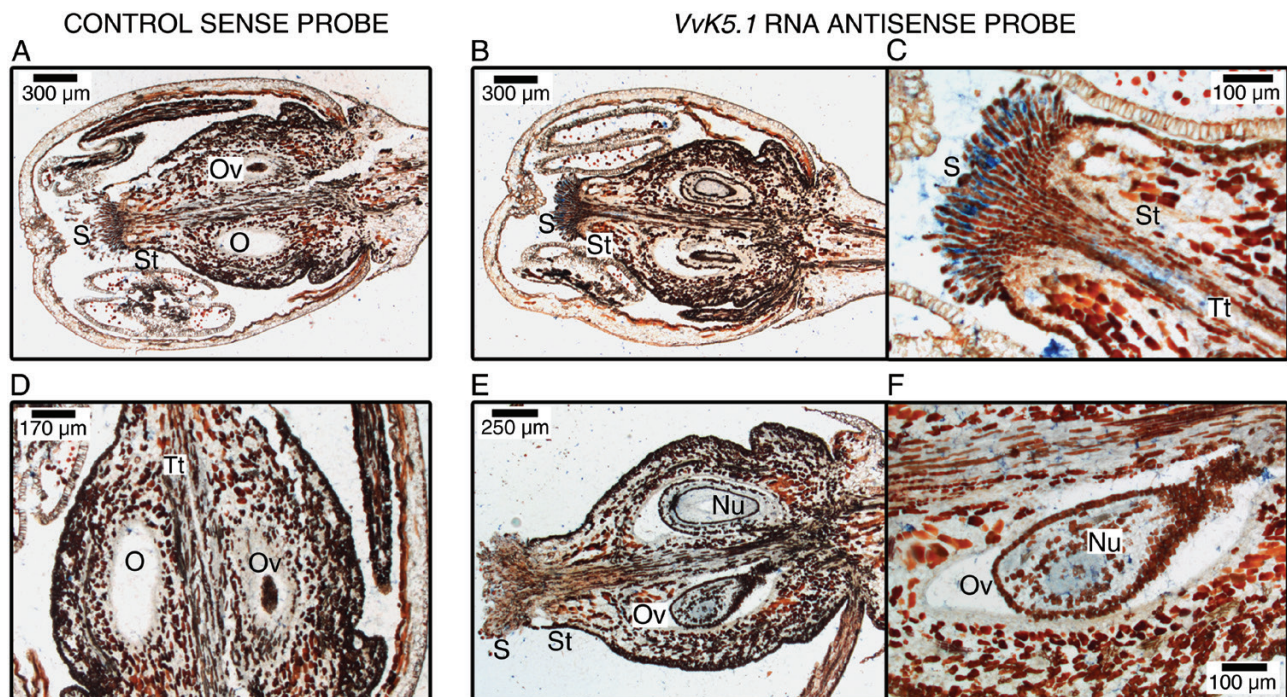 CONTROL SENSE PROBE
VvK5.1 RNA ANTISENSE PROBE
A
300 µm
Ov
O
S
St
B
300 µm
S
St
C
100 µm
S
St
Tt
D
170 µm
Tt
O
Ov
E
250 µm
Nu
Ov
S
St
F
Nu
Ov
100 µm